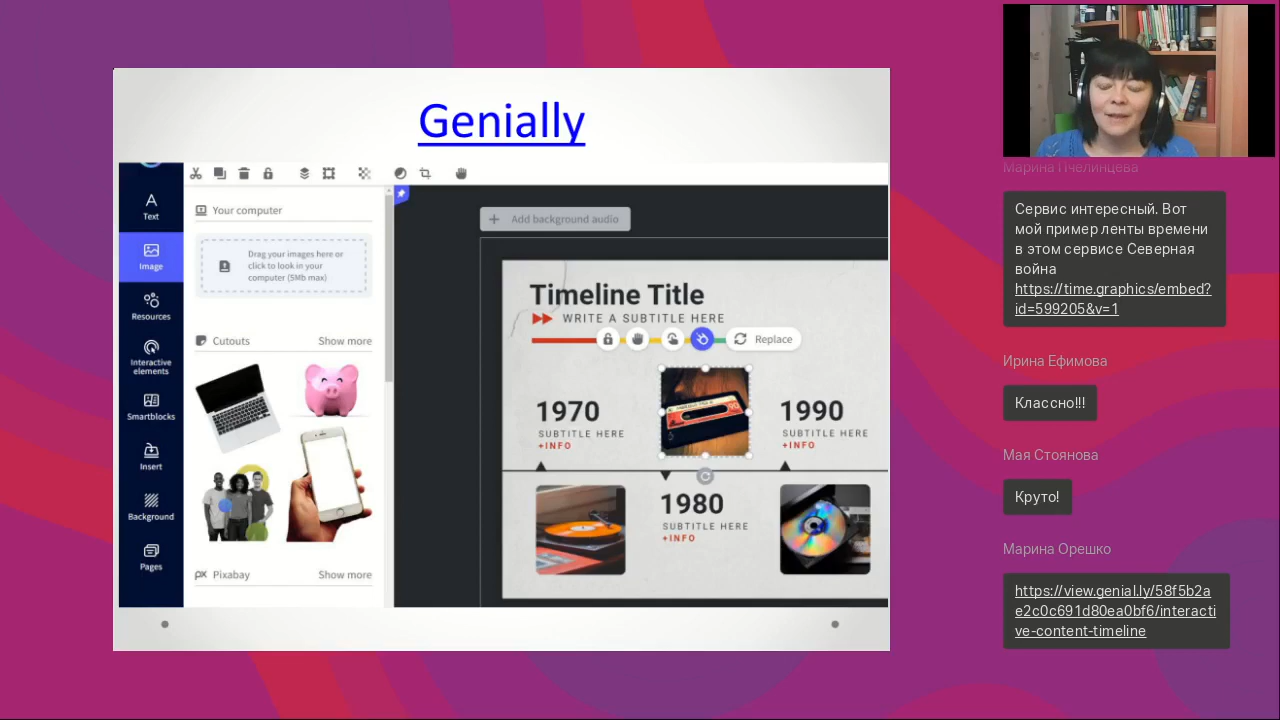 Genially
Text
Image
Resources
Interactive
elements
Smartblocks
Insert
Background
Pages
Your computer
Drag your images here or
click to look in your
computer (5Mb max)
Cutouts
Show more
px Pixabay
Show more
+ Add background audio
Timeline Title
WRITE A SUBTITLE HERE
Replace
1970
SUBTITLE HERE
+INFO
1990
SUBTITLE HERE
+INFO
1980
SUBTITLE HERE
+INFO
Марина Пчелинцева
Сервис интересный. Вот
мой пример ленты времени
в этом сервисе Северная
война
https://time.graphics/embed?
id=599205&v=1
Ирина Ефимова
Классно!!!
Мая Стоянова
Круто!
Марина Орешко
https://view.genial.ly/58f5b2a
e2c0c691d80ea0bf6/interacti
ve-content-timeline